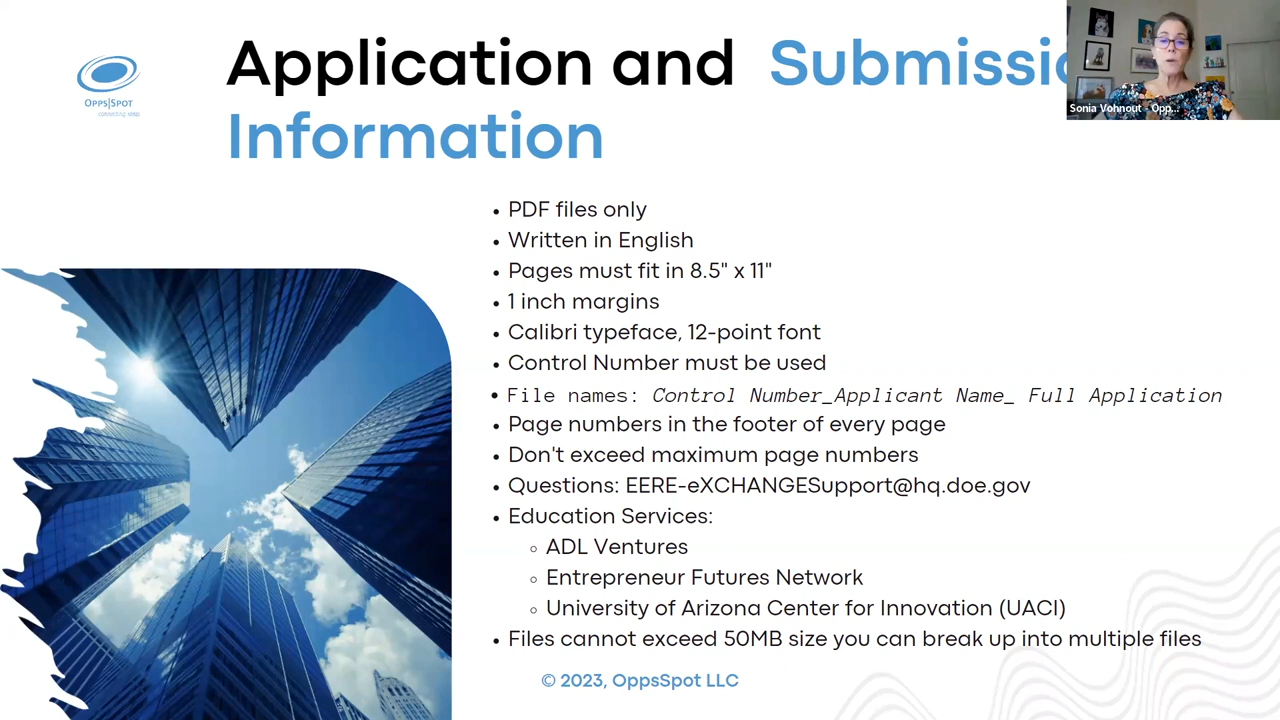 Application and Submissio
Information
OPPS|SPOT
connecting smes
Sonia Vohnout - Opp...
• PDF files only
• Written in English
• Pages must fit in 8.5" x 11"
• 1 inch margins
• Calibri typeface, 12-point font
• Control Number must be used
• File names: Control Number_Applicant Name_ Full Application
• Page numbers in the footer of every page
• Don't exceed maximum page numbers
• Questions: EERE-eXCHANGESupport@hq.doe.gov
• Education Services:
◦ ADL Ventures
◦ Entrepreneur Futures Network
◦ University of Arizona Center for Innovation (UACI)
• Files cannot exceed 50MB size you can break up into multiple files
© 2023, OppsSpot LLC